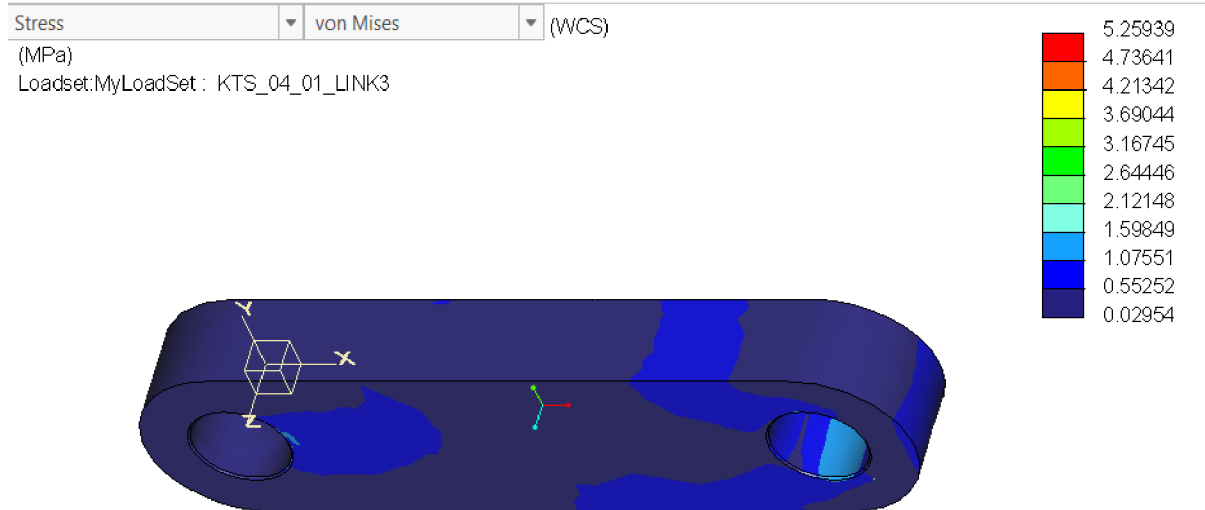 Stress von Mises (WCS)
(MPa)
Loadset:MyLoadSet : KTS_04_01_LINK3
5.25939
4.73641
4.21342
3.69044
3.16745
2.64446
2.12148
1.59849
1.07551
0.55252
0.02954
Y
X
Z